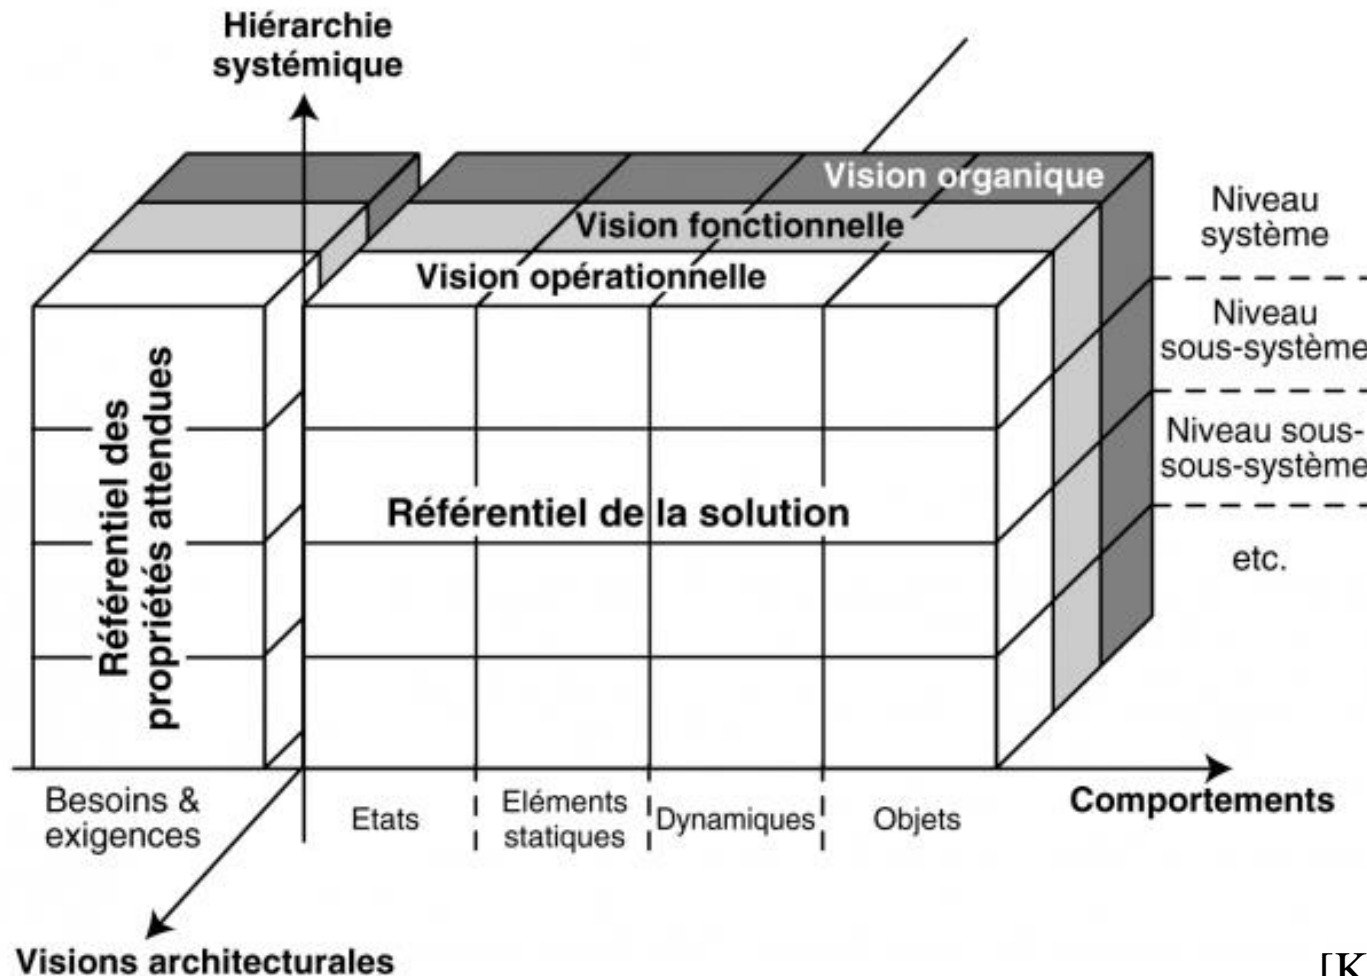 Hiérarchie
systémique
Vision organique
Vision fonctionnelle
Vision opérationnelle
Niveau
système
Niveau
sous-système
Niveau sous-
sous-système
etc.
Référentiel des
propriétés attendues
Référentiel de la solution
Besoins &
exigences
Etats
Eléments
statiques
Dynamiques
Objets
Comportements
Visions architecturales
[K